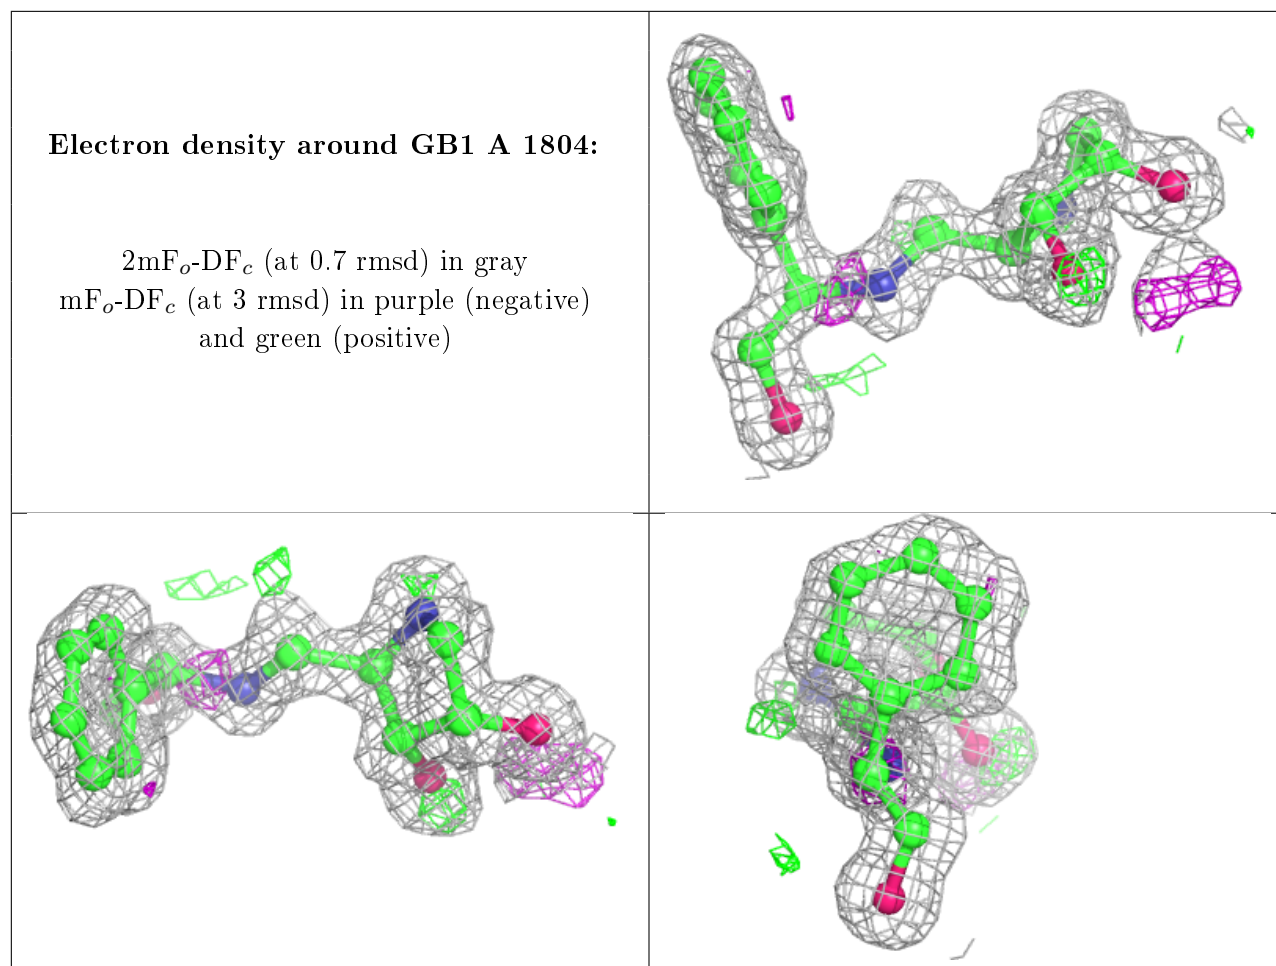 Electron density around GB1 A 1804:
2mFo-DFc (at 0.7 rmsd) in gray
mFo-DFc (at 3 rmsd) in purple (negative)
and green (positive)